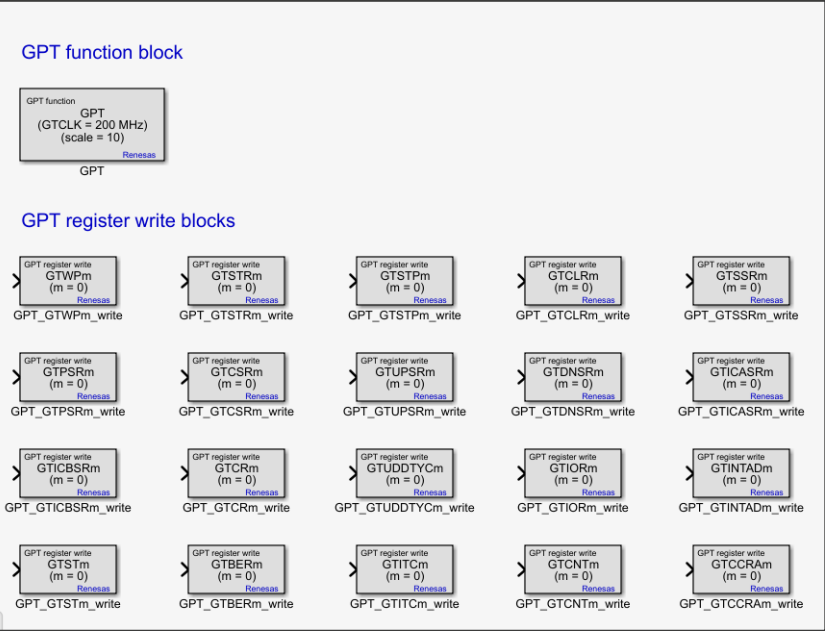 GPT function block
GPT function
GPT
(GTCLK = 200 MHz)
(scale = 10)
Renesas
GPT
GPT register write blocks
GPT register write GPT register write GPT register write GPT register write GPT register write
GTWPm GTSTRm GTSTPm GTCLRm GTSSRm
(m = 0) (m = 0) (m = 0) (m = 0) (m = 0)
Renesas Renesas Renesas Renesas Renesas
GPT_GTWPm_write GPT_GTSTRm_write GPT_GTSTPm_write GPT_GTCLRm_write GPT_GTSSRm_write
GPT register write GPT register write GPT register write GPT register write GPT register write
GTPSRm GTCSRm GTUPSRm GTDNSRm GTICASRm
(m = 0) (m = 0) (m = 0) (m = 0) (m = 0)
Renesas Renesas Renesas Renesas Renesas
GPT_GTPSRm_write GPT_GTCSRm_write GPT_GTUPSRm_write GPT_GTDNSRm_write GPT_GTICASRm_write
GPT register write GPT register write GPT register write GPT register write GPT register write
GTICBSRm GTCRm GTUDDTYCm GTIORm GTINTADm
(m = 0) (m = 0) (m = 0) (m = 0) (m = 0)
Renesas Renesas Renesas Renesas Renesas
GPT_GTICBSRm_write GPT_GTCRm_write GPT_GTUDDTYCm_write GPT_GTIORm_write GPT_GTINTADm_write
GPT register write GPT register write GPT register write GPT register write GPT register write
GTSTm GTBERm GTITCm GTCNTm GTCCRAm
(m = 0) (m = 0) (m = 0) (m = 0) (m = 0)
Renesas Renesas Renesas Renesas Renesas
GPT_GTSTm_write GPT_GTBERm_write GPT_GTITCm_write GPT_GTCNTm_write GPT_GTCCRAm_write